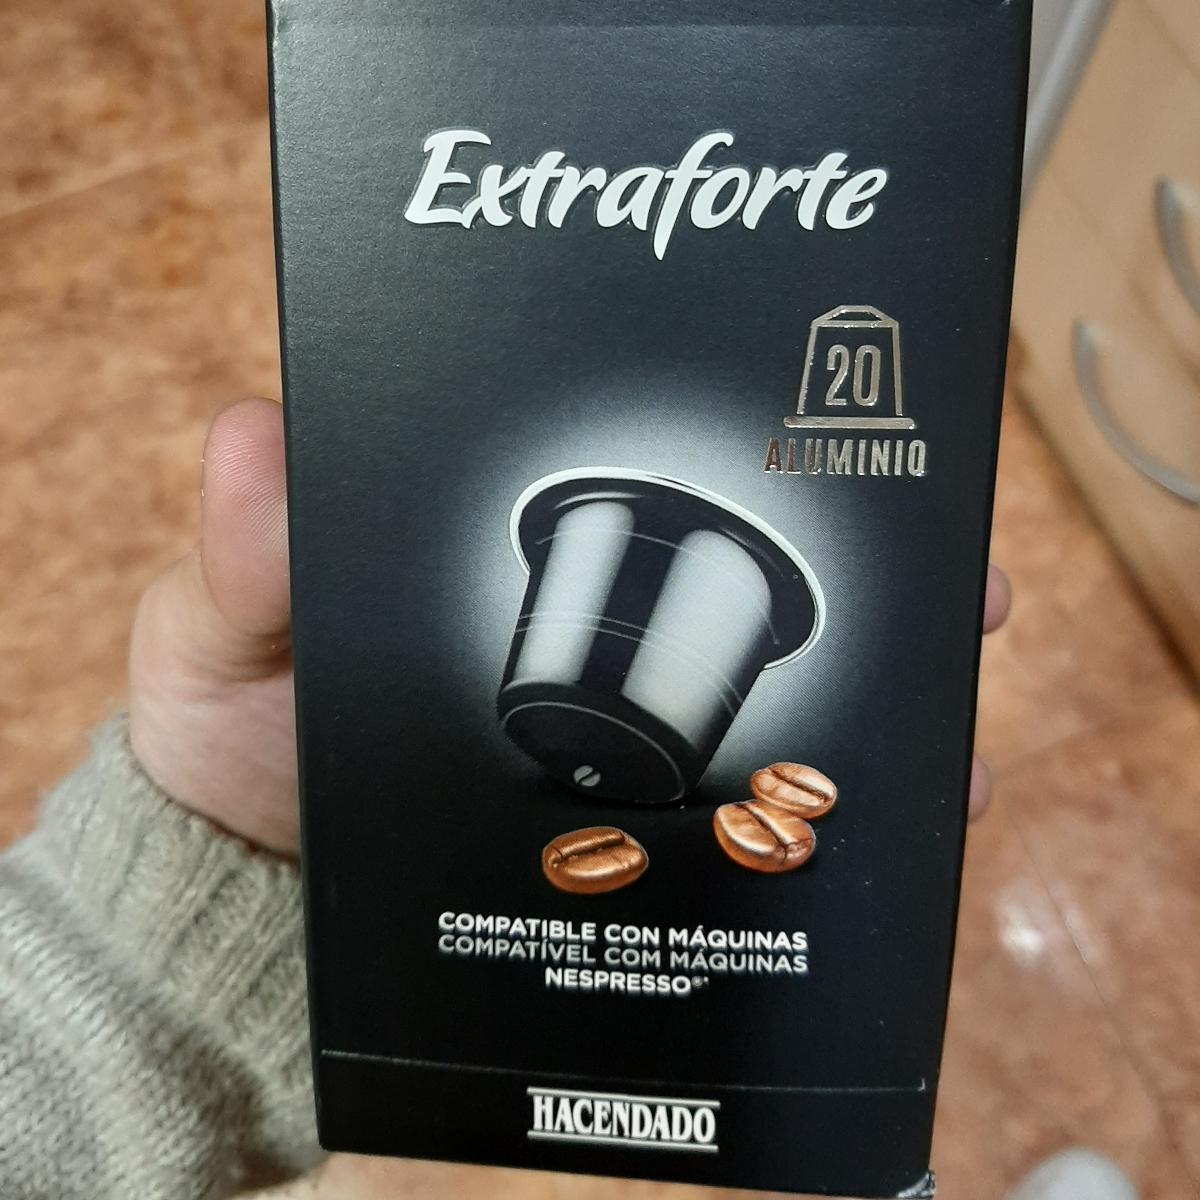 Extraforte
20
ALUMINIO
COMPATIBLE CON MÁQUINAS
COMPATÍVEL COM MÁQUINAS
NESPRESSO®*
HACENDADO